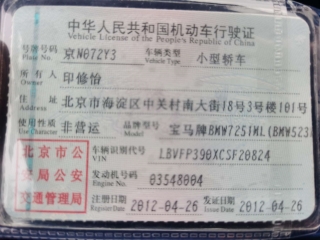 中华人民共和国机动车行驶证
Vehicle License of the People's Republic of China
号牌号码 Plate No. 京N072Y3 车辆类型 Vehicle Type 小型轿车
所有人 Owner 印修怡
住址 Address 北京市海淀区中关村南大街18号3号楼101号
使用性质 Use Character 非营运 品牌型号 Model 宝马牌BMW7251ML(BMW523
北京市公安局公安交通管理局
车辆识别代号 VIN LBVFP390XCSF20824
发动机号码 Engine No. 03548004
注册日期 Register Date 2012-04-26 发证日期 Issue Date 2012-04-26